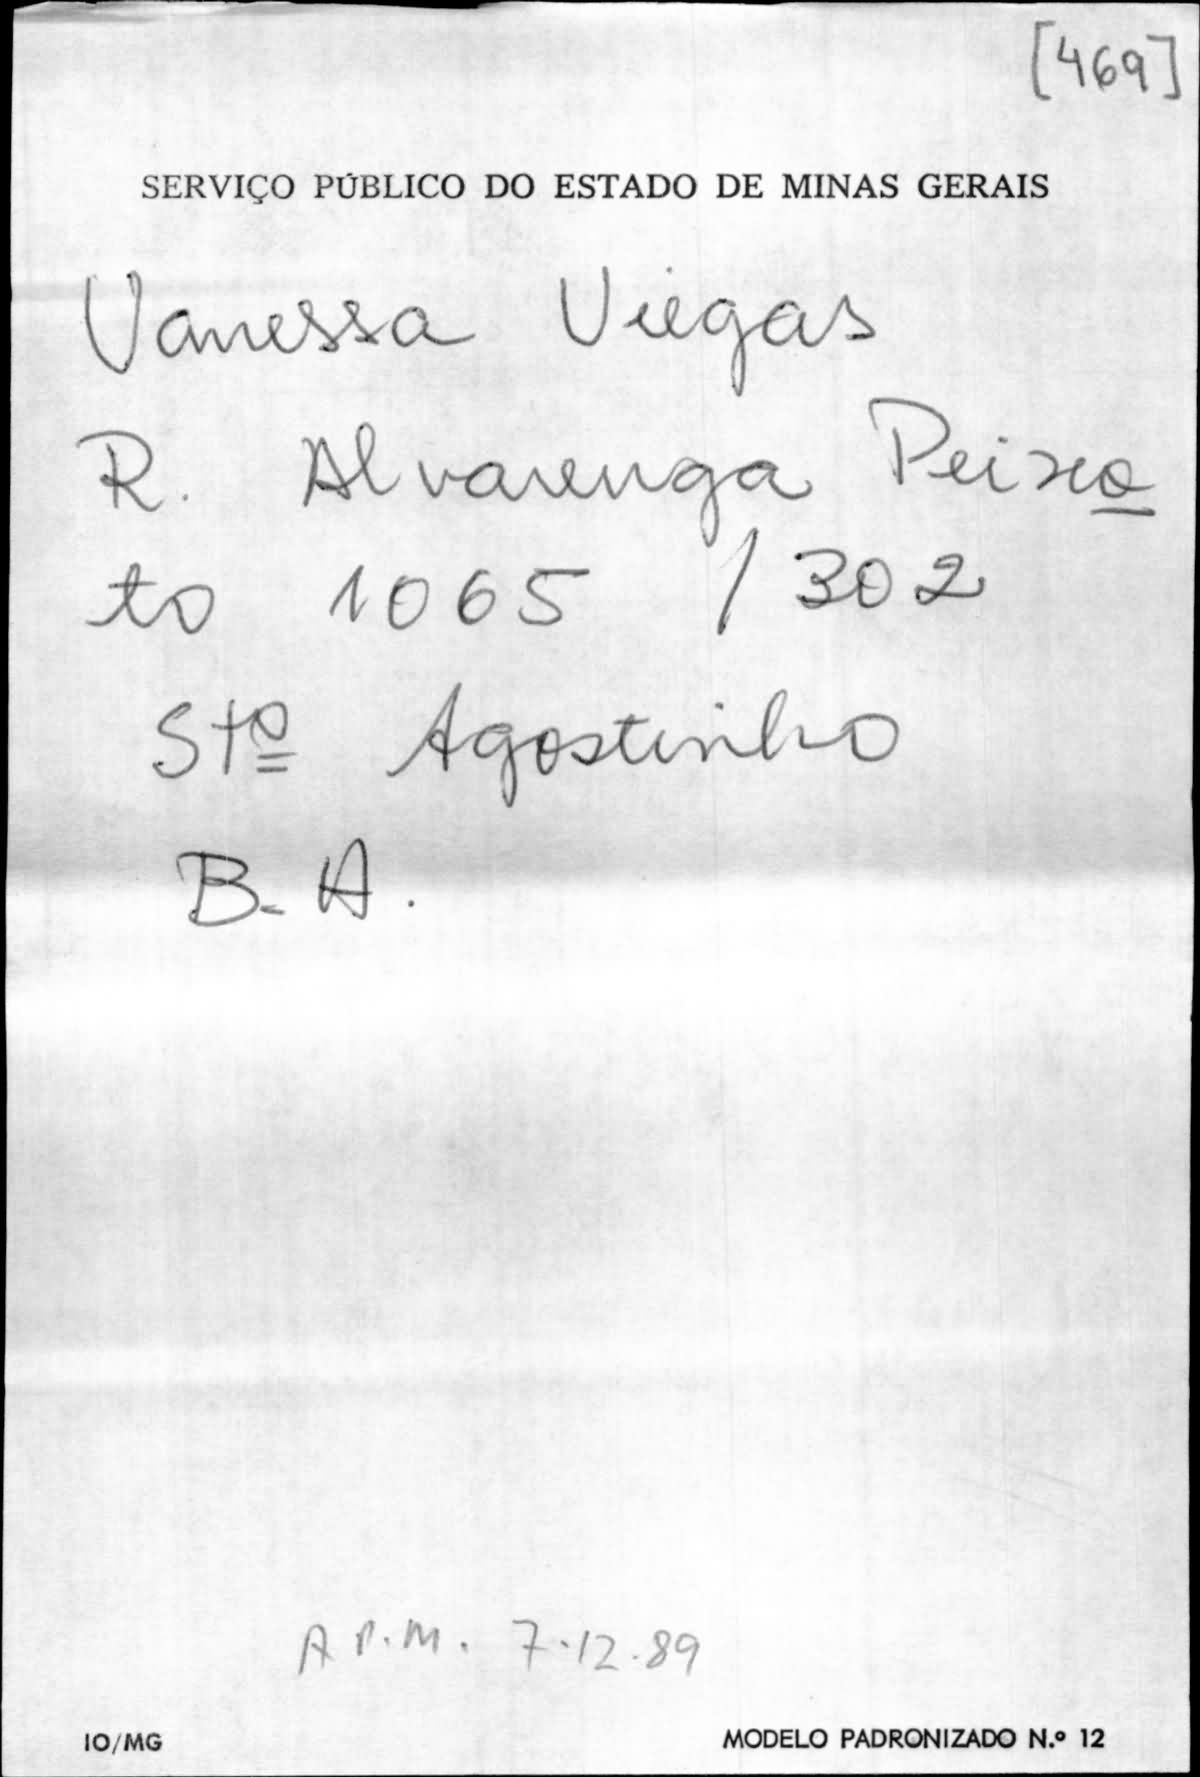 [469]
SERVIÇO PÚBLICO DO ESTADO DE MINAS GERAIS
Vanessa Viegas
R. Alvarenga Peixo
to 1065 / 302
Stº Agostinho
B. H.
A P. M. 7.12.89
IO/MG
MODELO PADRONIZADO N.º 12